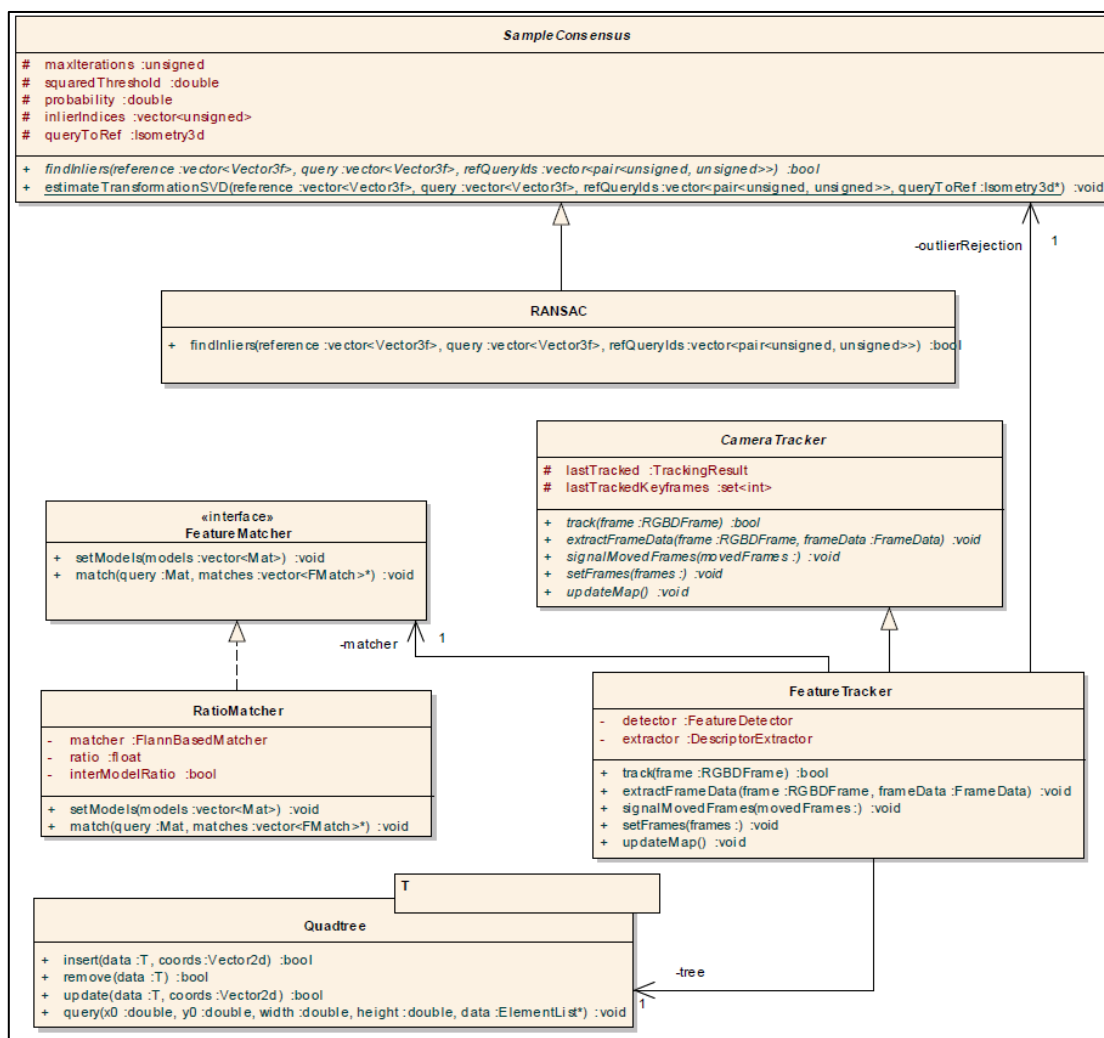 SampleConsensus
# maxIterations :unsigned
# squaredThreshold :double
# probability :double
# inlierIndices :vector<unsigned>
# queryToRef :Isometry3d
+ findInliers(reference :vector<Vector3f>, query :vector<Vector3f>, refQueryIds :vector<pair<unsigned, unsigned>>) :bool
+ estimateTransformationSVD(reference :vector<Vector3f>, query :vector<Vector3f>, refQueryIds :vector<pair<unsigned, unsigned>>, queryToRef :Isometry3d*) :void
-outlierRejection 1
RANSAC
+ findInliers(reference :vector<Vector3f>, query :vector<Vector3f>, refQueryIds :vector<pair<unsigned, unsigned>>) :bool
CameraTracker
# lastTracked :TrackingResult
# lastTrackedKeyframes :set<int>
+ track(frame :RGBDFrame) :bool
+ extractFrameData(frame :RGBDFrame, frameData :FrameData) :void
+ signalMovedFrames(movedFrames :) :void
+ setFrames(frames :) :void
+ updateMap() :void
«interface»
FeatureMatcher
+ setModels(models :vector<Mat>) :void
+ match(query :Mat, matches :vector<FMatch>*) :void
-matcher 1
RatioMatcher
- matcher :FlannBasedMatcher
- ratio :float
- interModelRatio :bool
+ setModels(models :vector<Mat>) :void
+ match(query :Mat, matches :vector<FMatch>*) :void
FeatureTracker
- detector :FeatureDetector
- extractor :DescriptorExtractor
+ track(frame :RGBDFrame) :bool
+ extractFrameData(frame :RGBDFrame, frameData :FrameData) :void
+ signalMovedFrames(movedFrames :) :void
+ setFrames(frames :) :void
+ updateMap() :void
T
Quadtree
+ insert(data :T, coords :Vector2d) :bool
+ remove(data :T) :bool
+ update(data :T, coords :Vector2d) :bool
+ query(x0 :double, y0 :double, width :double, height :double, data :ElementList*) :void
-tree
1